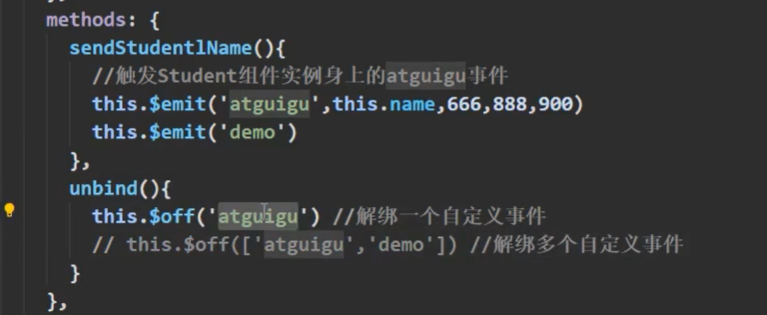 methods: {
sendStudentlName(){
//触发Student组件实例身上的atguigu事件
this.$emit('atguigu',this.name,666,888,900)
this.$emit('demo')
},
unbind(){
this.$off('atguigu') //解绑一个自定义事件
// this.$off(['atguigu','demo']) //解绑多个自定义事件
}
},